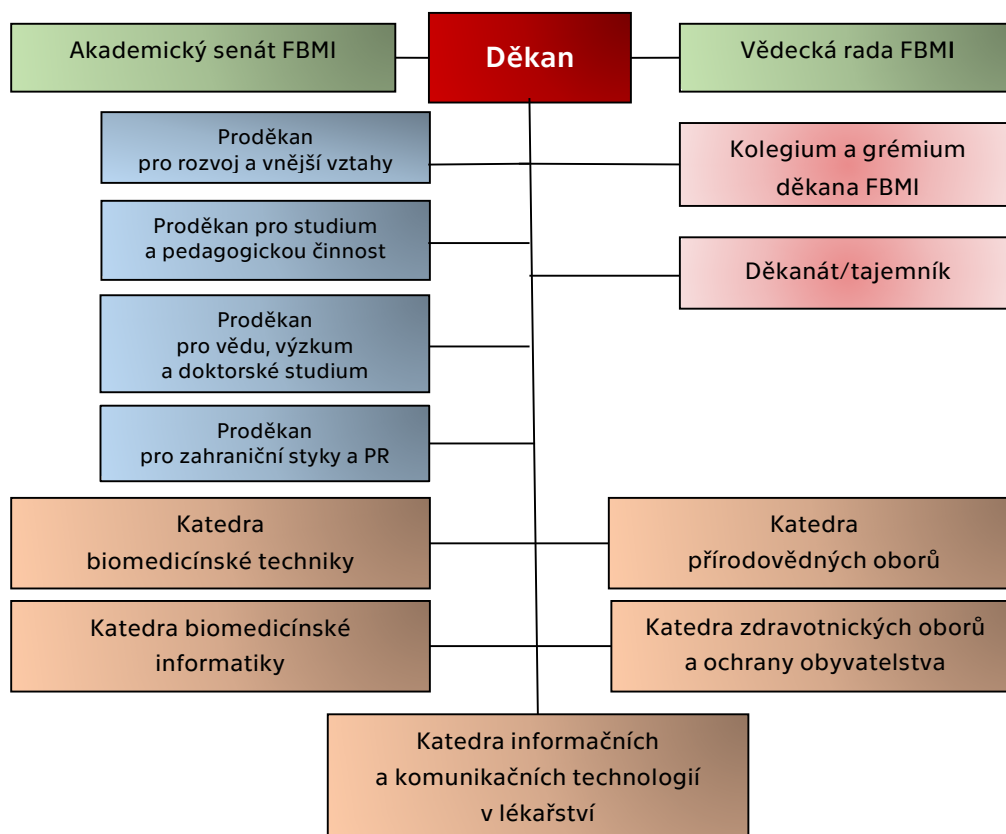 Akademický senát FBMI
Děkan
Vědecká rada FBMI
Proděkan
pro rozvoj a vnější vztahy
Kolegium a grémium
děkana FBMI
Proděkan pro studium
a pedagogickou činnost
Děkanát/tajemník
Proděkan
pro vědu, výzkum
a doktorské studium
Proděkan
pro zahraniční styky a PR
Katedra
biomedicínské techniky
Katedra
přírodovědných oborů
Katedra biomedicínské
informatiky
Katedra zdravotnických oborů
a ochrany obyvatelstva
Katedra informačních
a komunikačních technologií
v lékařství